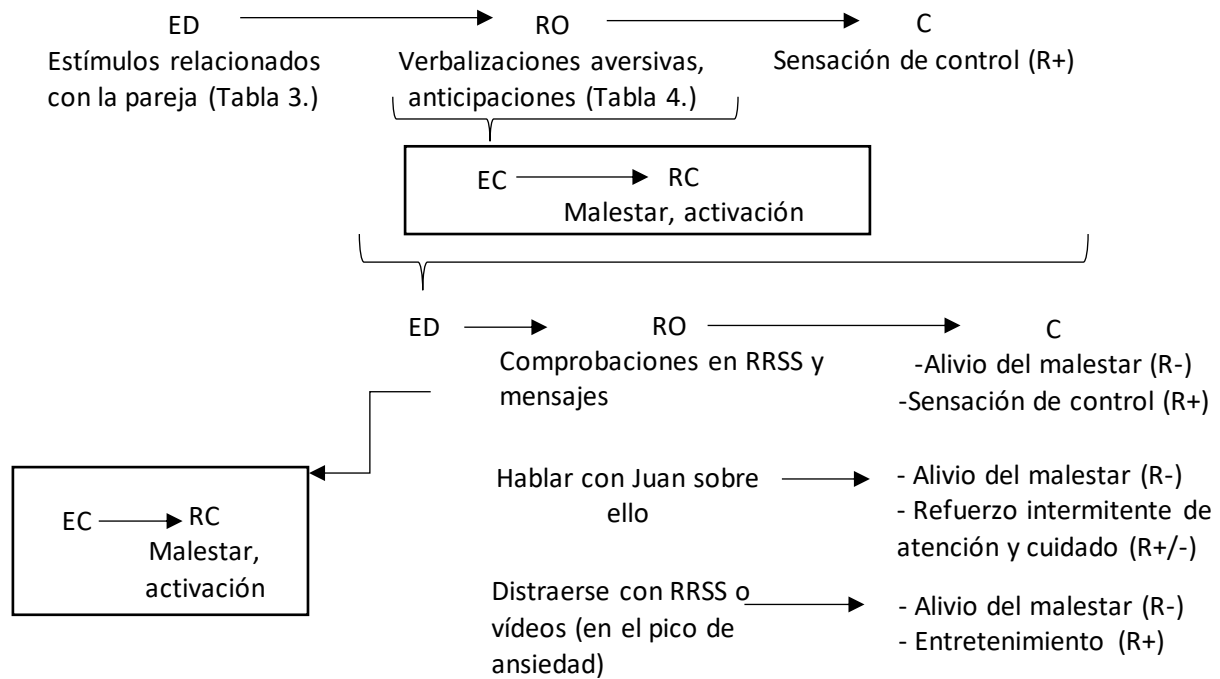 ED
RO
C
Estímulos relacionados
con la pareja (Tabla 3.)
Verbalizaciones aversivas,
anticipaciones (Tabla 4.)
Sensación de control (R+)
EC
RC
Malestar, activación
ED
RO
C
Comprobaciones en RRSS y
mensajes
-Alivio del malestar (R-)
-Sensación de control (R+)
Hablar con Juan sobre
ello
- Alivio del malestar (R-)
- Refuerzo intermitente de
atención y cuidado (R+/-)
EC
RC
Malestar,
activación
Distraerse con RRSS o
vídeos (en el pico de
ansiedad)
- Alivio del malestar (R-)
- Entretenimiento (R+)